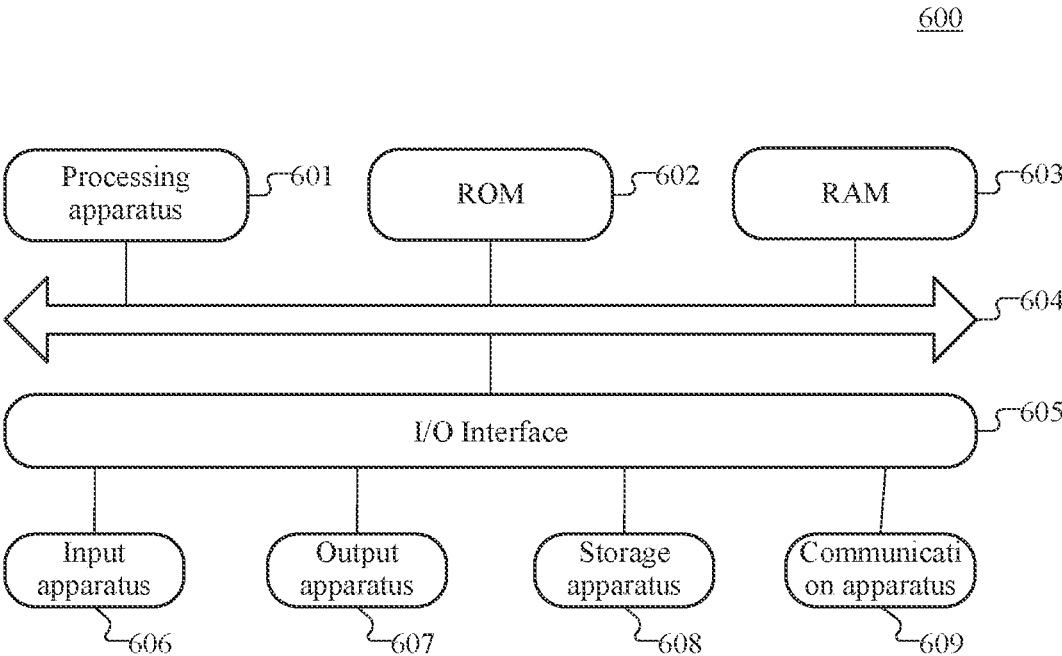 600
Processing
apparatus
601
ROM
602
RAM
603
604
I/O Interface
605
Input
apparatus
606
Output
apparatus
607
Storage
apparatus
608
Communicati
on apparatus
609